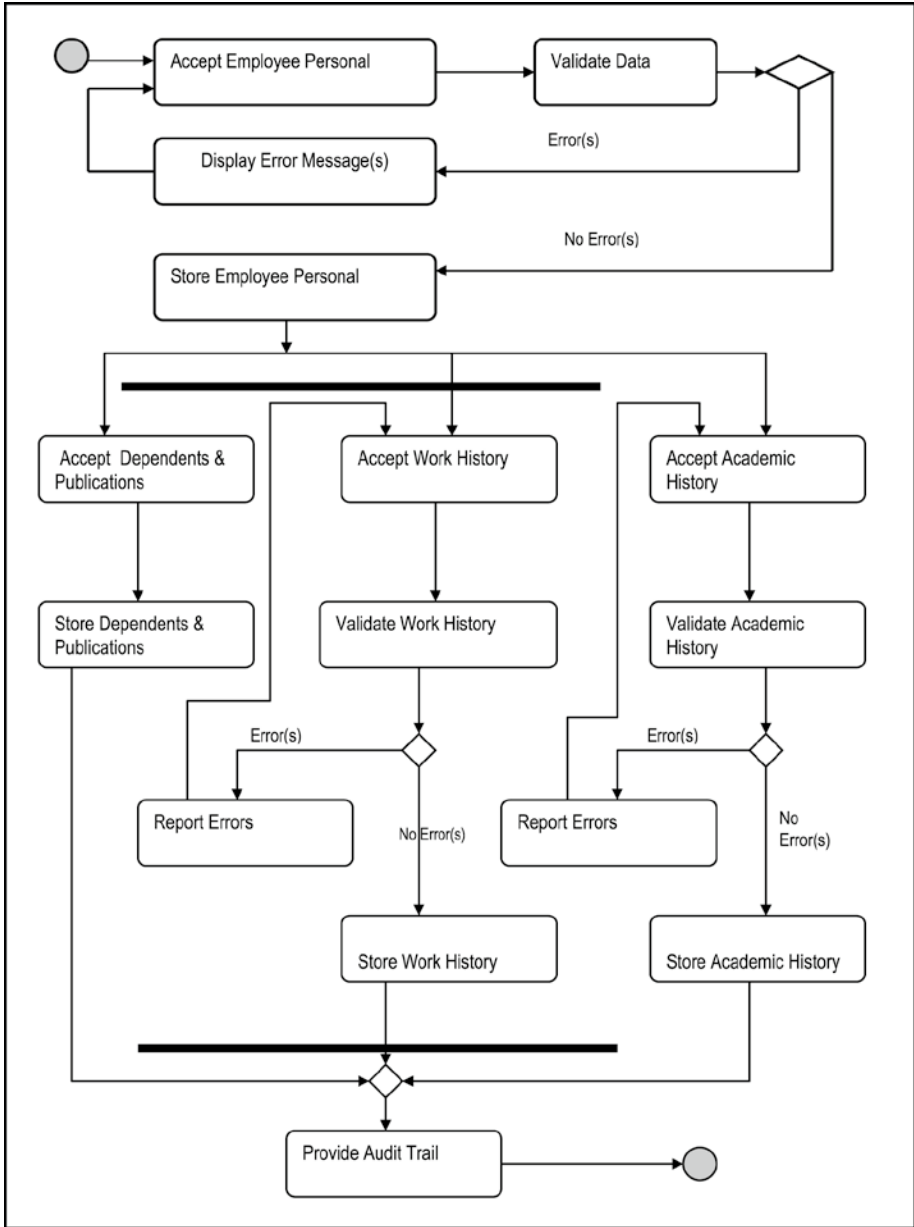 Accept Employee Personal
Validate Data
Error(s)
Display Error Message(s)
No Error(s)
Store Employee Personal
Accept Dependents &
Publications
Accept Work History
Accept Academic
History
Store Dependents &
Publications
Validate Work History
Validate Academic
History
Error(s)
Error(s)
Report Errors
No Error(s)
Report Errors
No
Error(s)
Store Work History
Store Academic History
Provide Audit Trail